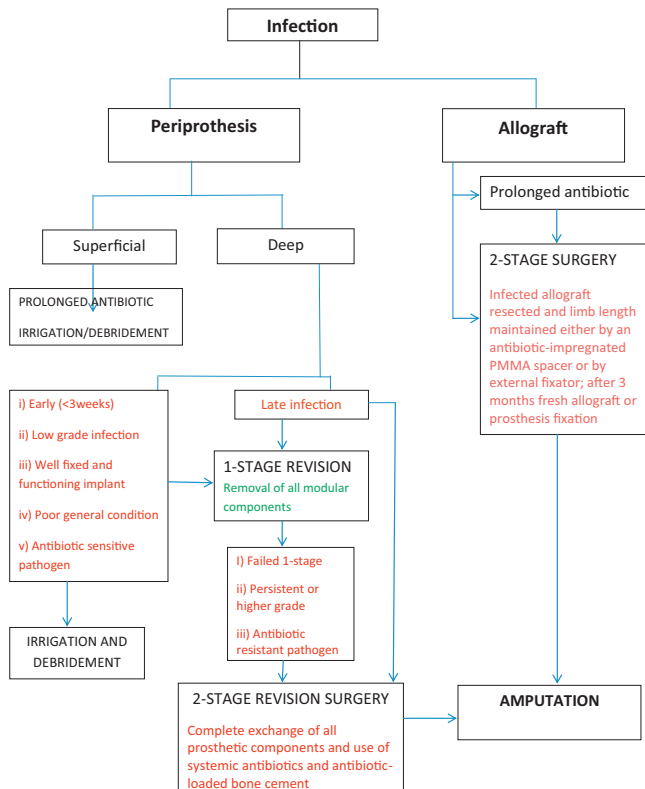 Infection
Periprothesis
Allograft
Prolonged antibiotic
Superficial
Deep
PROLONGED ANTIBIOTIC
IRRIGATION/DEBRIDEMENT
2-STAGE SURGERY
Infected allograft
resected and limb length
maintained either by an
antibiotic-impregnated
PMMA spacer or by
external fixator; after 3
months fresh allograft or
prosthesis fixation
i) Early (<3weeks)
ii) Low grade infection
iii) Well fixed and
functioning implant
iv) Poor general condition
v) Antibiotic sensitive
pathogen
Late infection
1-STAGE REVISION
Removal of all modular
components
I) Failed 1-stage
ii) Persistent or
higher grade
iii) Antibiotic
resistant pathogen
IRRIGATION AND
DEBRIDEMENT
2-STAGE REVISION SURGERY
Complete exchange of all
prosthetic components and use of
systemic antibiotics and antibiotic-
loaded bone cement
AMPUTATION